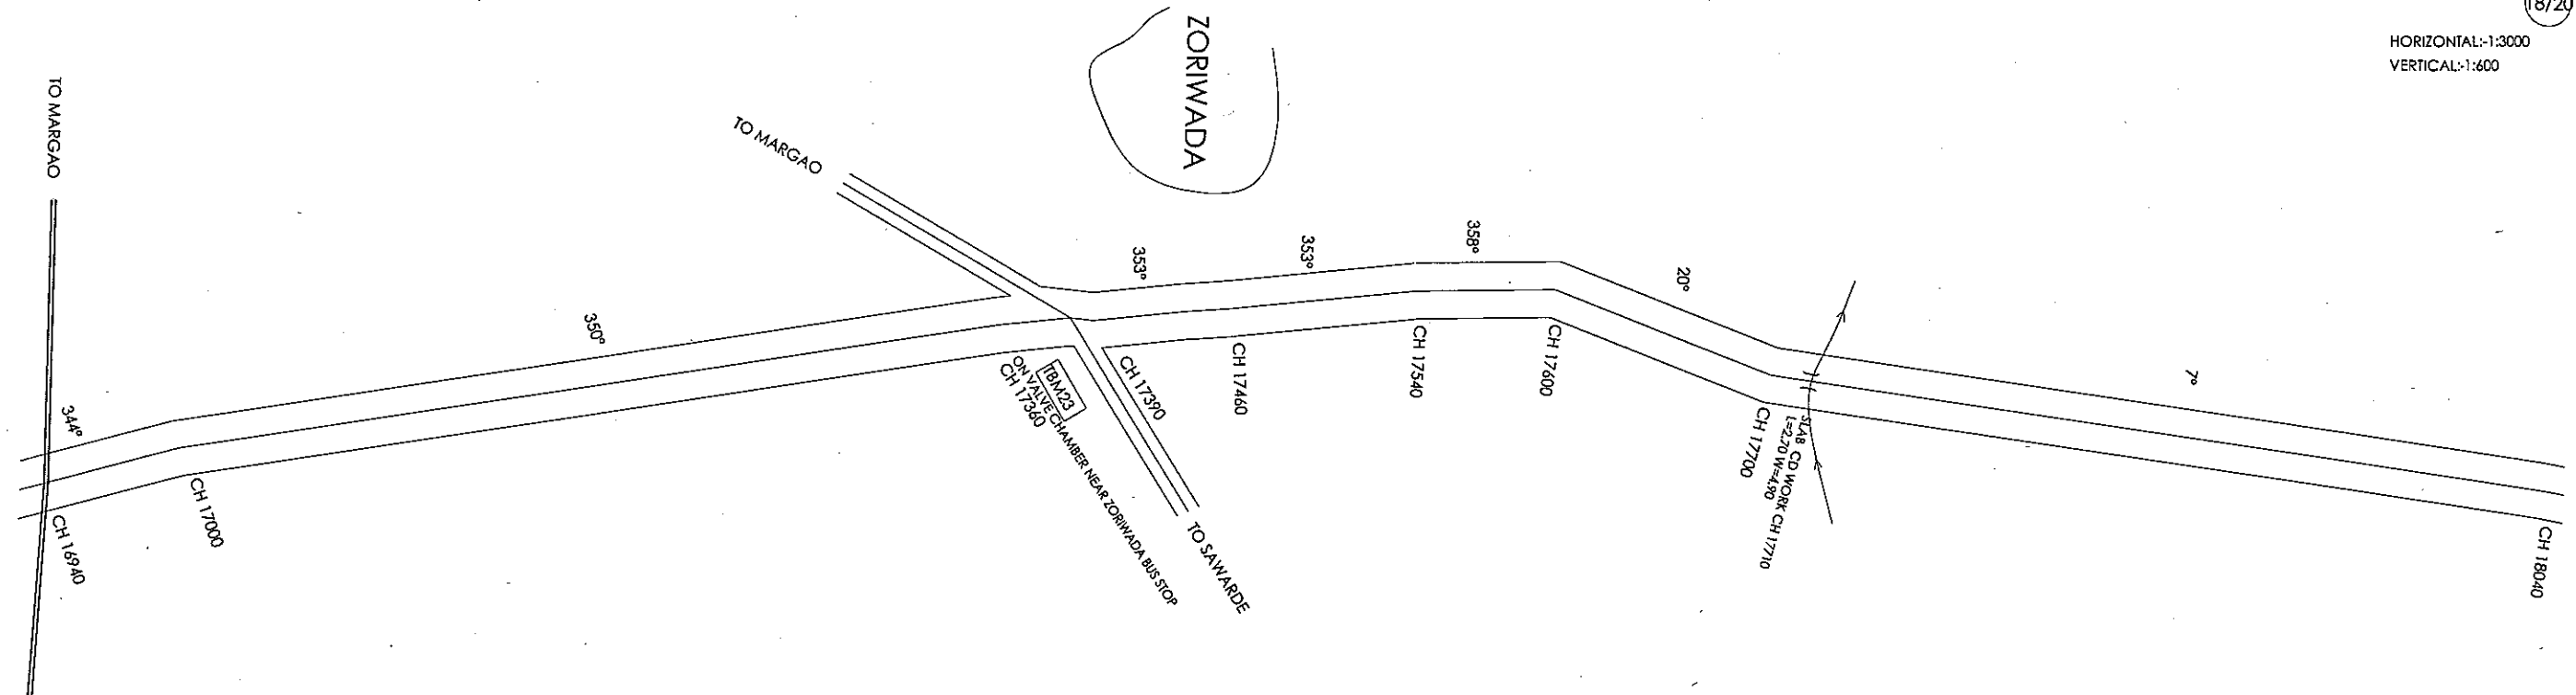 18/20
HORIZONTAL:-1:3000
VERTICAL:-1:600
ZORIWADA
TO MARGAO
TO MARGAO
344°
350°
353°
353°
358°
20°
7°
CH 16940
CH 17000
TBM23
ON VALVE CHAMBER NEAR ZORIWADA BUS STOP
CH 17360
CH 17390
TO SAWARDE
CH 17460
CH 17540
CH 17600
CH 17700
SLAB CD WORK CH 17710
L=2.70 W=4.90
CH 18040